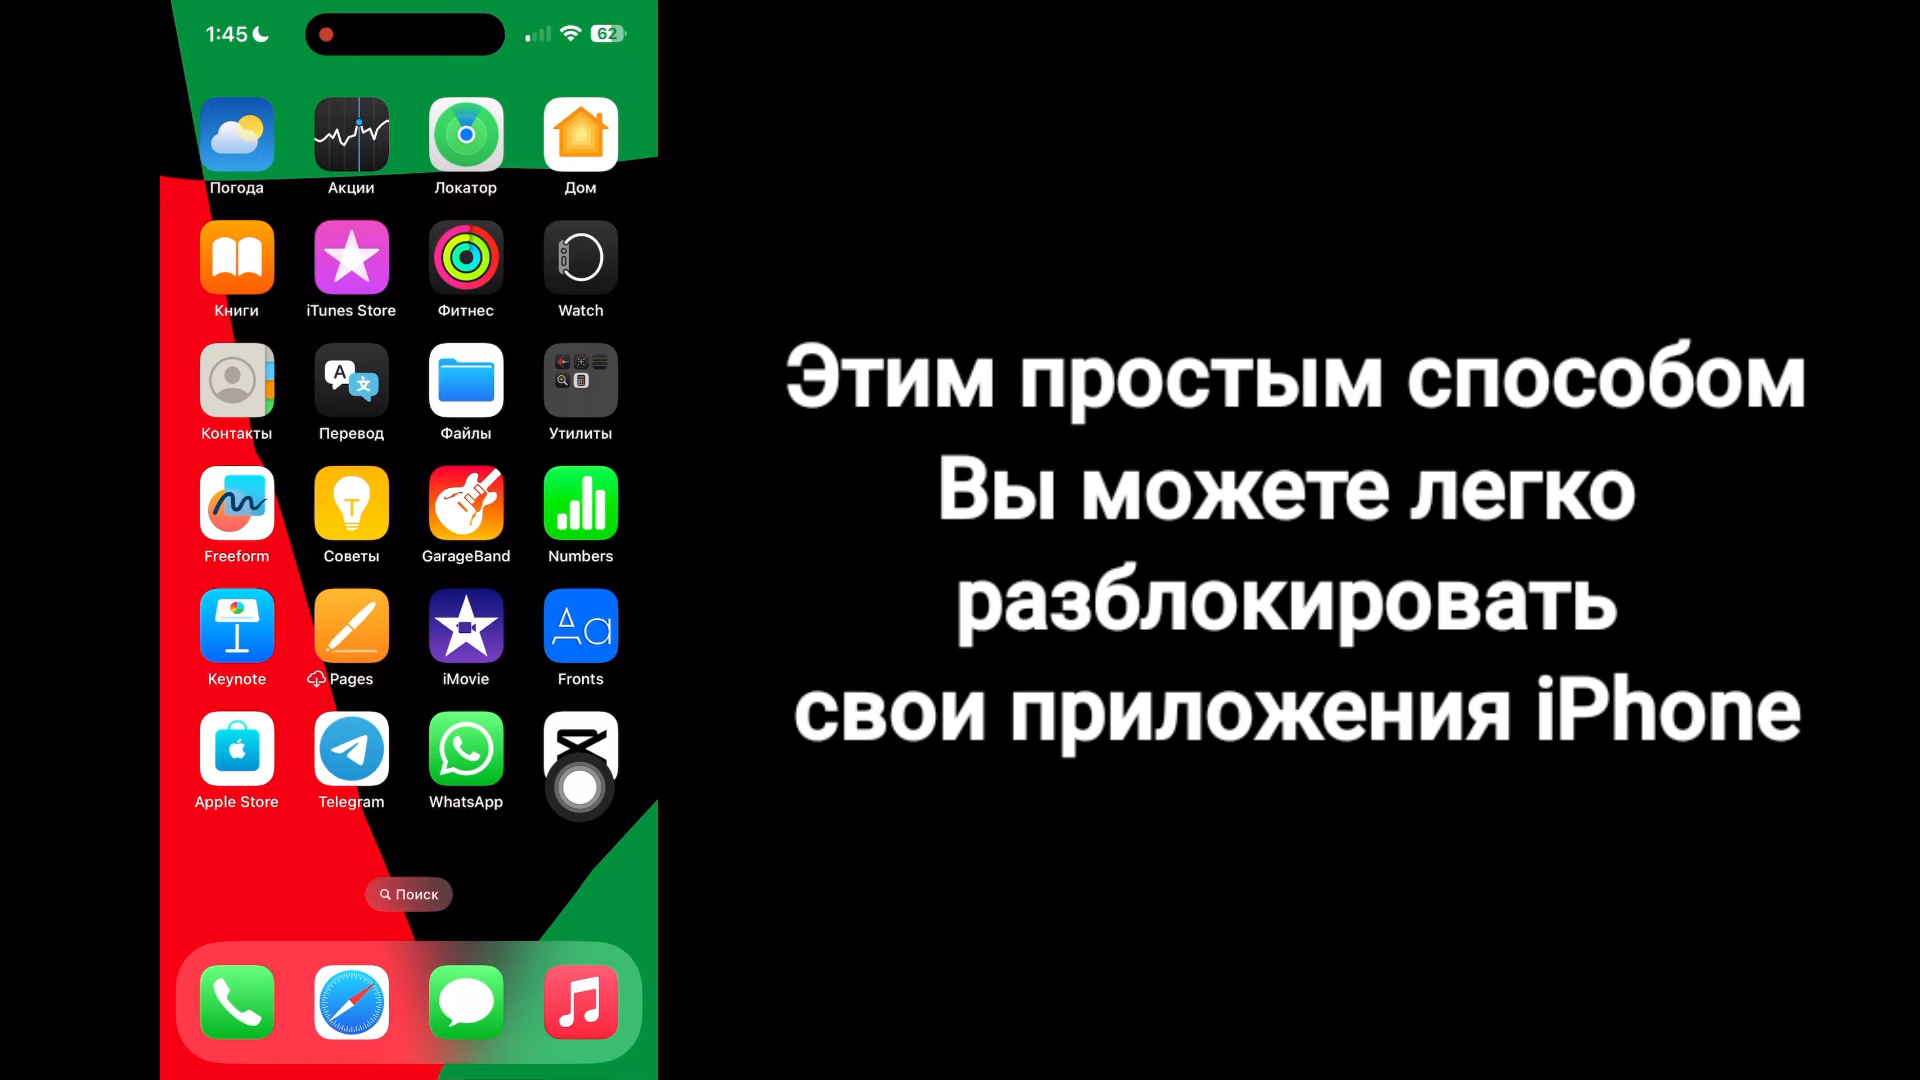 1:45
62
Погода
Акции
Локатор
Дом
Книги
iTunes Store
Фитнес
Watch
Контакты
Перевод
Файлы
Утилиты
Freeform
Советы
GarageBand
Numbers
Keynote
Pages
iMovie
Fronts
Apple Store
Telegram
WhatsApp
Поиск
Этим простым способом
Вы можете легко
разблокировать
свои приложения iPhone